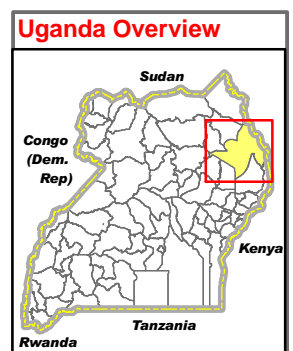 Uganda Overview
Sudan
Congo
(Dem.
Rep)
Kenya
Tanzania
Rwanda